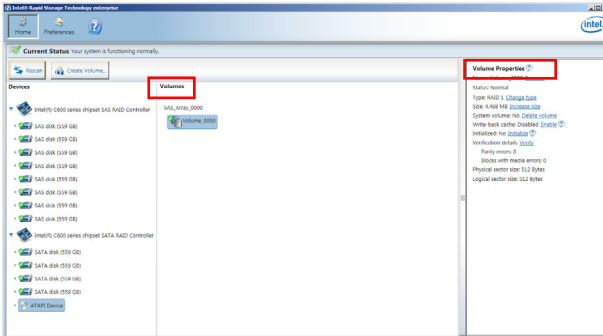 Intel® Rapid Storage Technology enterprise
Home
Preferences
?
intel
Current Status Your system is functioning normally.
Rescan
Create Volume...
Devices
Intel(R) C600 series chipset SAS RAID Controller
SAS disk (559 GB)
SAS disk (559 GB)
SAS disk (559 GB)
SAS disk (559 GB)
SAS disk (559 GB)
SAS disk (559 GB)
SAS disk (559 GB)
SAS disk (559 GB)
Intel(R) C600 series chipset SATA RAID Controller
SATA disk (559 GB)
SATA disk (559 GB)
SATA disk (559 GB)
SATA disk (559 GB)
ATAPI Device
Volumes
SAS_Array_0000
Volume_0000
Volume Properties ?
Status: Normal
Type: RAID 1 Change type
Size: 4,468 MB Increase size
System volume: No Delete volume
Write-back cache: Disabled Enable ?
Initialized: No Initialize ?
Verification details Verify
Parity errors: 0
Blocks with media errors: 0
Physical sector size: 512 Bytes
Logical sector size: 512 Bytes